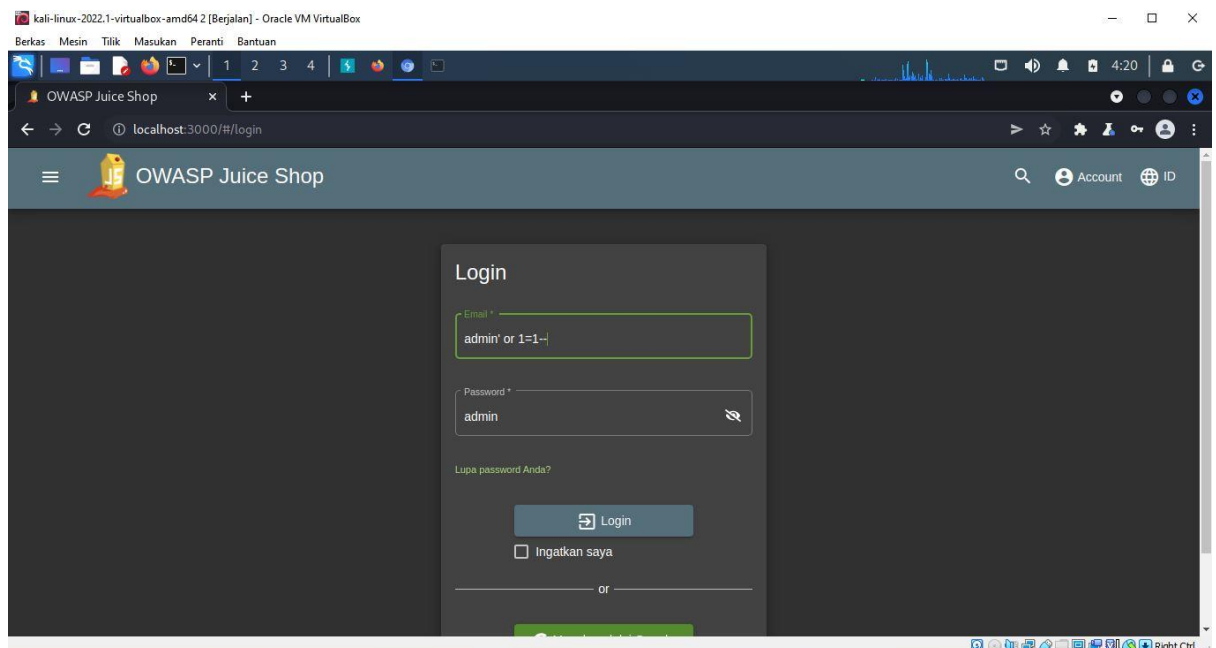 kali-linux-2022.1-virtualbox-amd64 2 [Berjalan] - Oracle VM VirtualBox
Berkas Mesin Tilik Masukan Peranti Bantuan
1 2 3 4
4:20
OWASP Juice Shop
localhost:3000/#/login
OWASP Juice Shop
Account
ID
Login
Email *
admin' or 1=1--
Password *
admin
Lupa password Anda?
Login
Ingatkan saya
or
Right Ctrl